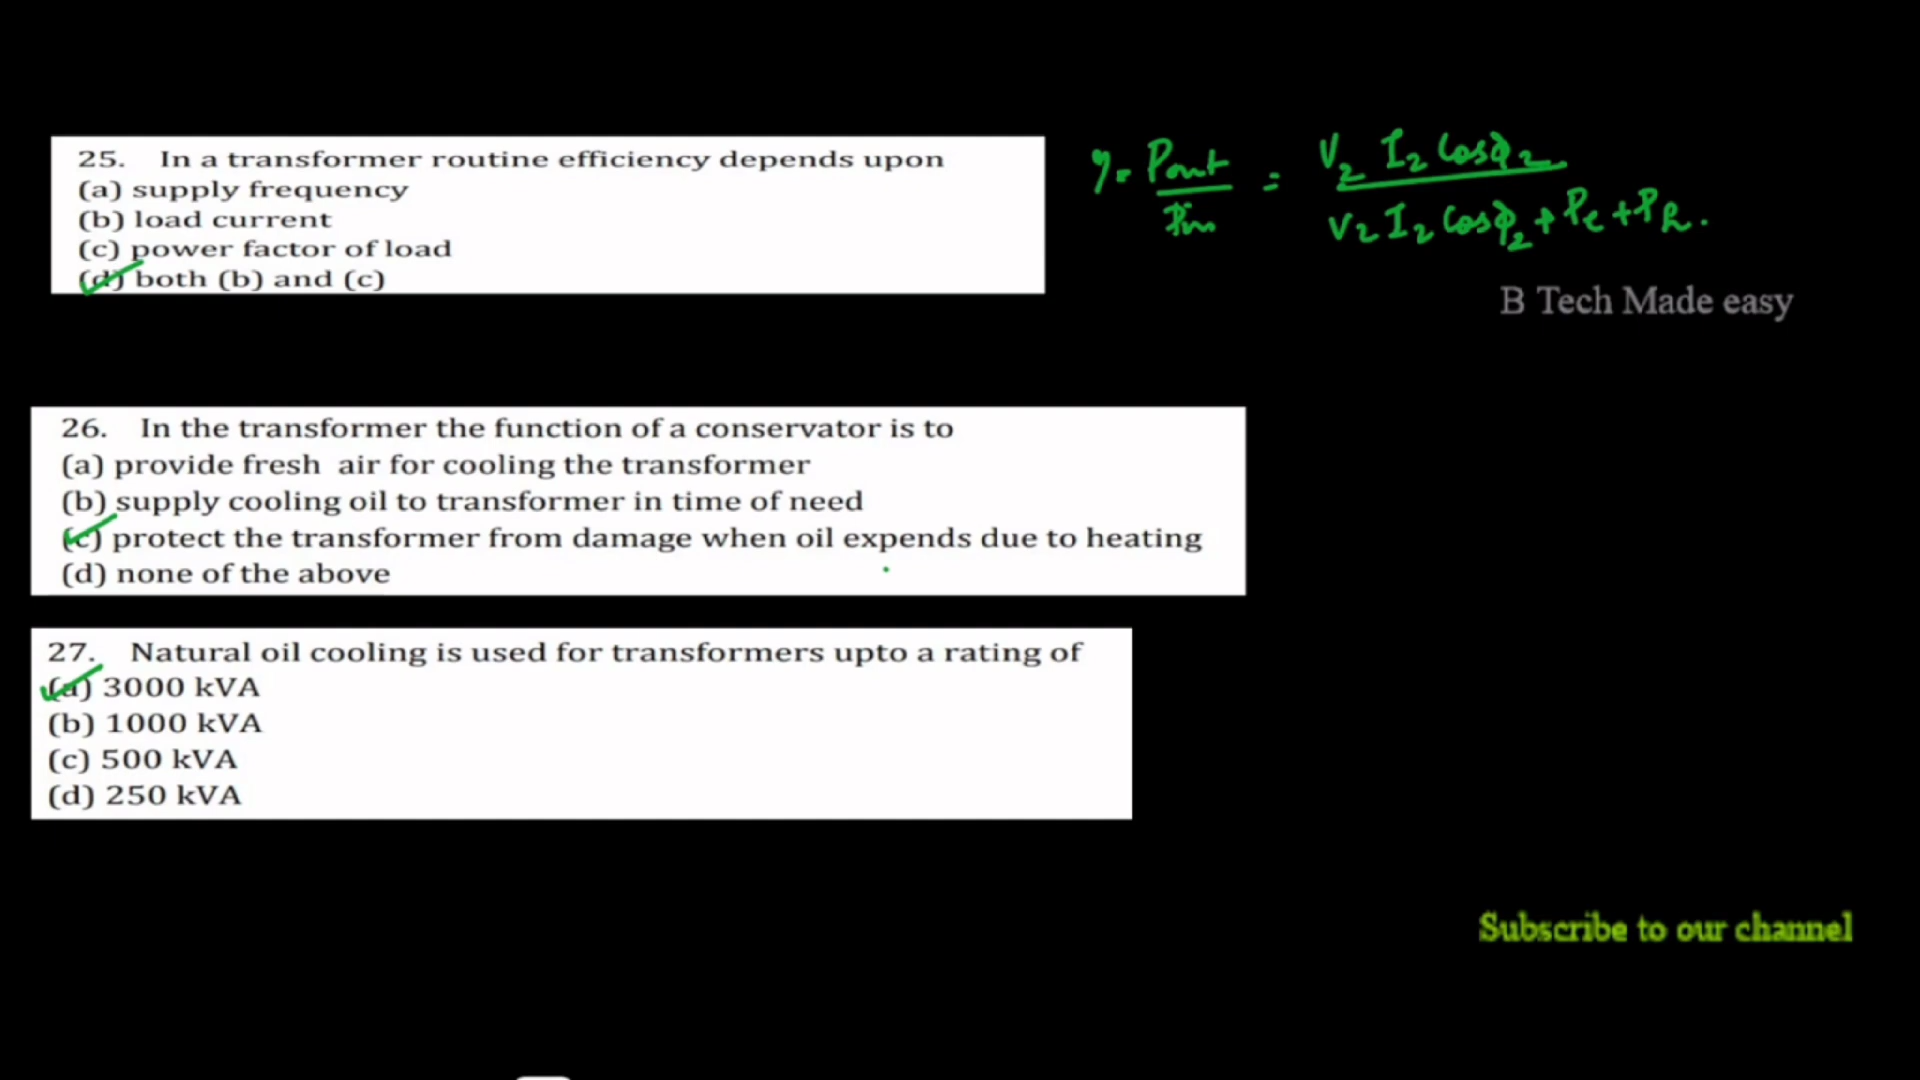 25. In a transformer routine efficiency depends upon
(a) supply frequency
(b) load current
(c) power factor of load
(d) both (b) and (c)
η = Pout / Pin = V2 I2 Cosφ2 / V2 I2 Cosφ2 + Pc + Ph.
B Tech Made easy
26. In the transformer the function of a conservator is to
(a) provide fresh air for cooling the transformer
(b) supply cooling oil to transformer in time of need
(c) protect the transformer from damage when oil expends due to heating
(d) none of the above
27. Natural oil cooling is used for transformers upto a rating of
(a) 3000 kVA
(b) 1000 kVA
(c) 500 kVA
(d) 250 kVA
Subscribe to our channel